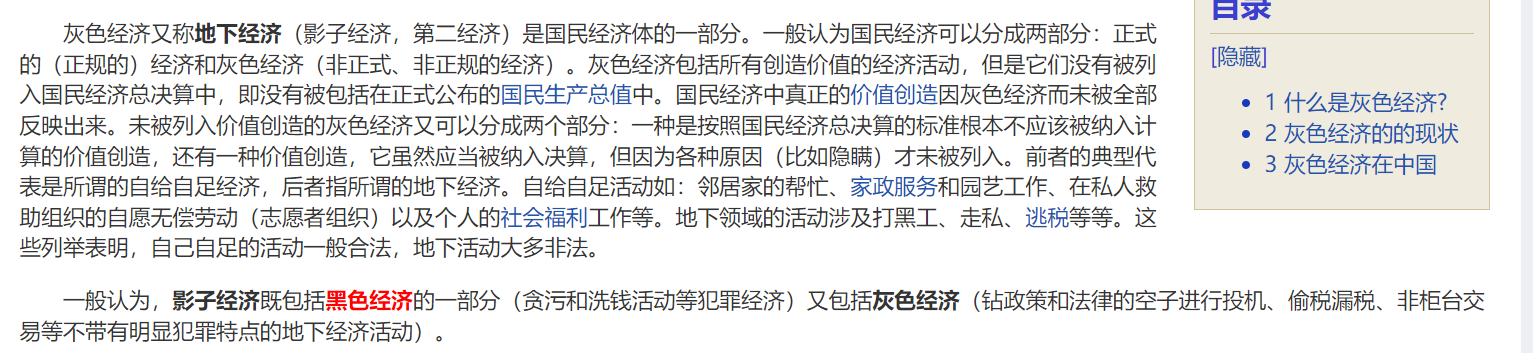 灰色经济又称地下经济（影子经济，第二经济）是国民经济体的一部分。一般认为国民经济可以分成两部分：正式
的（正规的）经济和灰色经济（非正式、非正规的经济）。灰色经济包括所有创造价值的经济活动，但是它们没有被列
入国民经济总决算中，即没有被包括在正式公布的国民生产总值中。国民经济中真正的价值创造因灰色经济而未被全部
反映出来。未被列入价值创造的灰色经济又可以分成两个部分：一种是按照国民经济总决算的标准根本不应该被纳入计
算的价值创造，还有一种价值创造，它虽然应当被纳入决算，但因为各种原因（比如隐瞒）才未被列入。前者的典型代
表是所谓的自给自足经济，后者指所谓的地下经济。自给自足活动如：邻居家的帮忙、家政服务和园艺工作、在私人救
助组织的自愿无偿劳动（志愿者组织）以及个人的社会福利工作等。地下领域的活动涉及打黑工、走私、逃税等等。这
些列举表明，自己自足的活动一般合法，地下活动大多非法。
一般认为，影子经济既包括黑色经济的一部分（贪污和洗钱活动等犯罪经济）又包括灰色经济（钻政策和法律的空子进行投机、偷税漏税、非柜台交
易等不带有明显犯罪特点的地下经济活动）。
目录
[隐藏]
1 什么是灰色经济？
2 灰色经济的的现状
3 灰色经济在中国